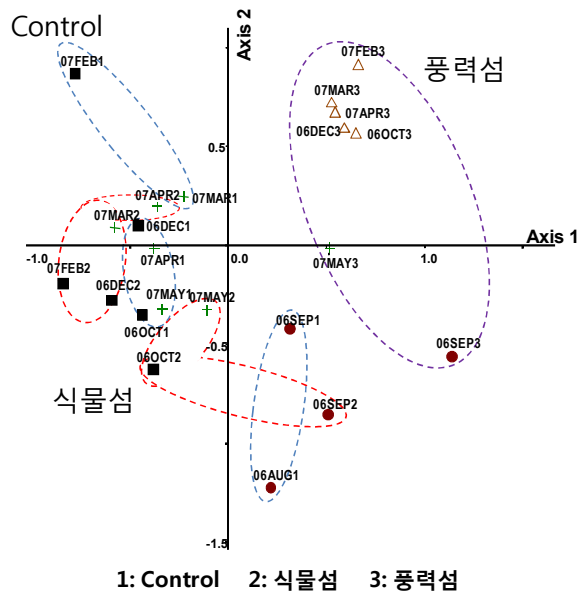 Control
Axis 2
07FEB1
07FEB3
풍력섬
07MAR3
07APR3
06DEC3
06OCT3
0.5
07APR2
07MAR1
07MAR2
06DEC1
Axis 1
-1.0
0.0
1.0
07APR1
07MAY3
07FEB2
06DEC2
07MAY1
07MAY2
06OCT1
06SEP1
-0.5
06OCT2
06SEP3
식물섬
06SEP2
06AUG1
-1.5
1: Control 2: 식물섬 3: 풍력섬